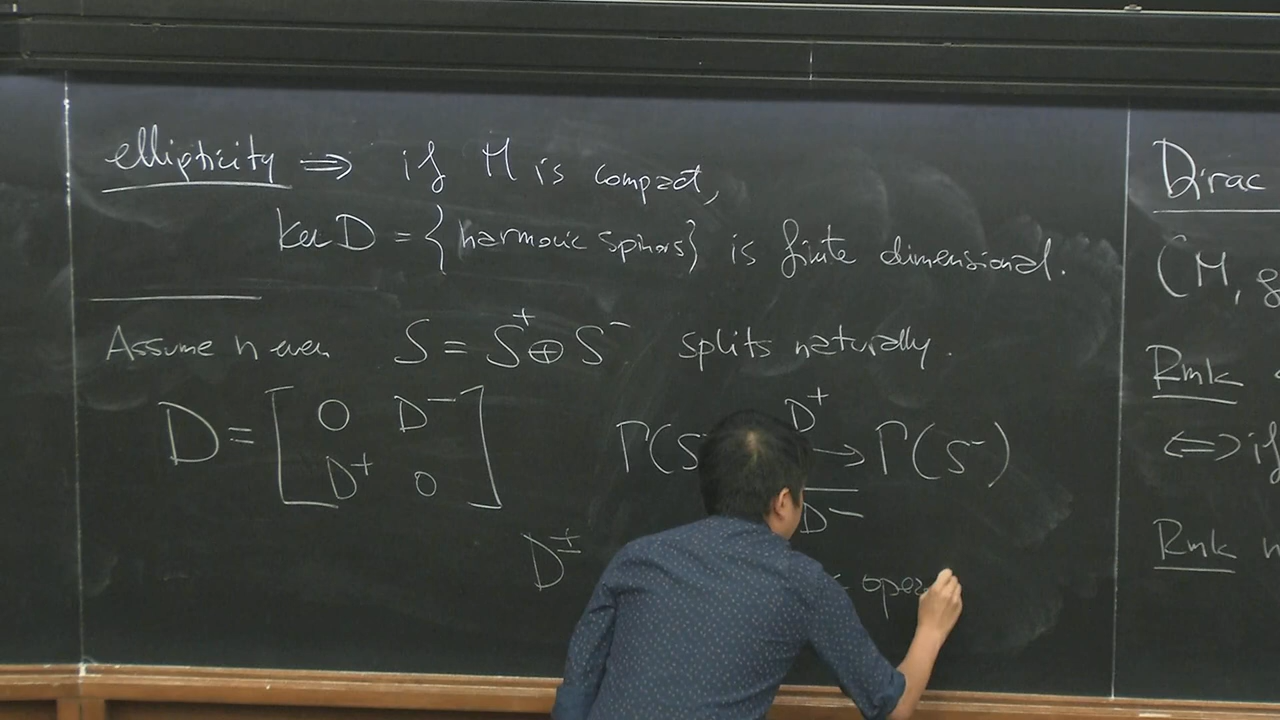 ellipticity ⇒ if M is compact,
ker D = { harmonic spinors } is finite dimensional.
Assume n even S = S⁺ ⊕ S⁻ splits naturally.
D = [ 0 D⁻
D⁺ 0 ]
Γ(S D⁺ → Γ(S⁻)
D⁻
D±
Dirac
(M, g
Rmk
⇔ if
Rmk